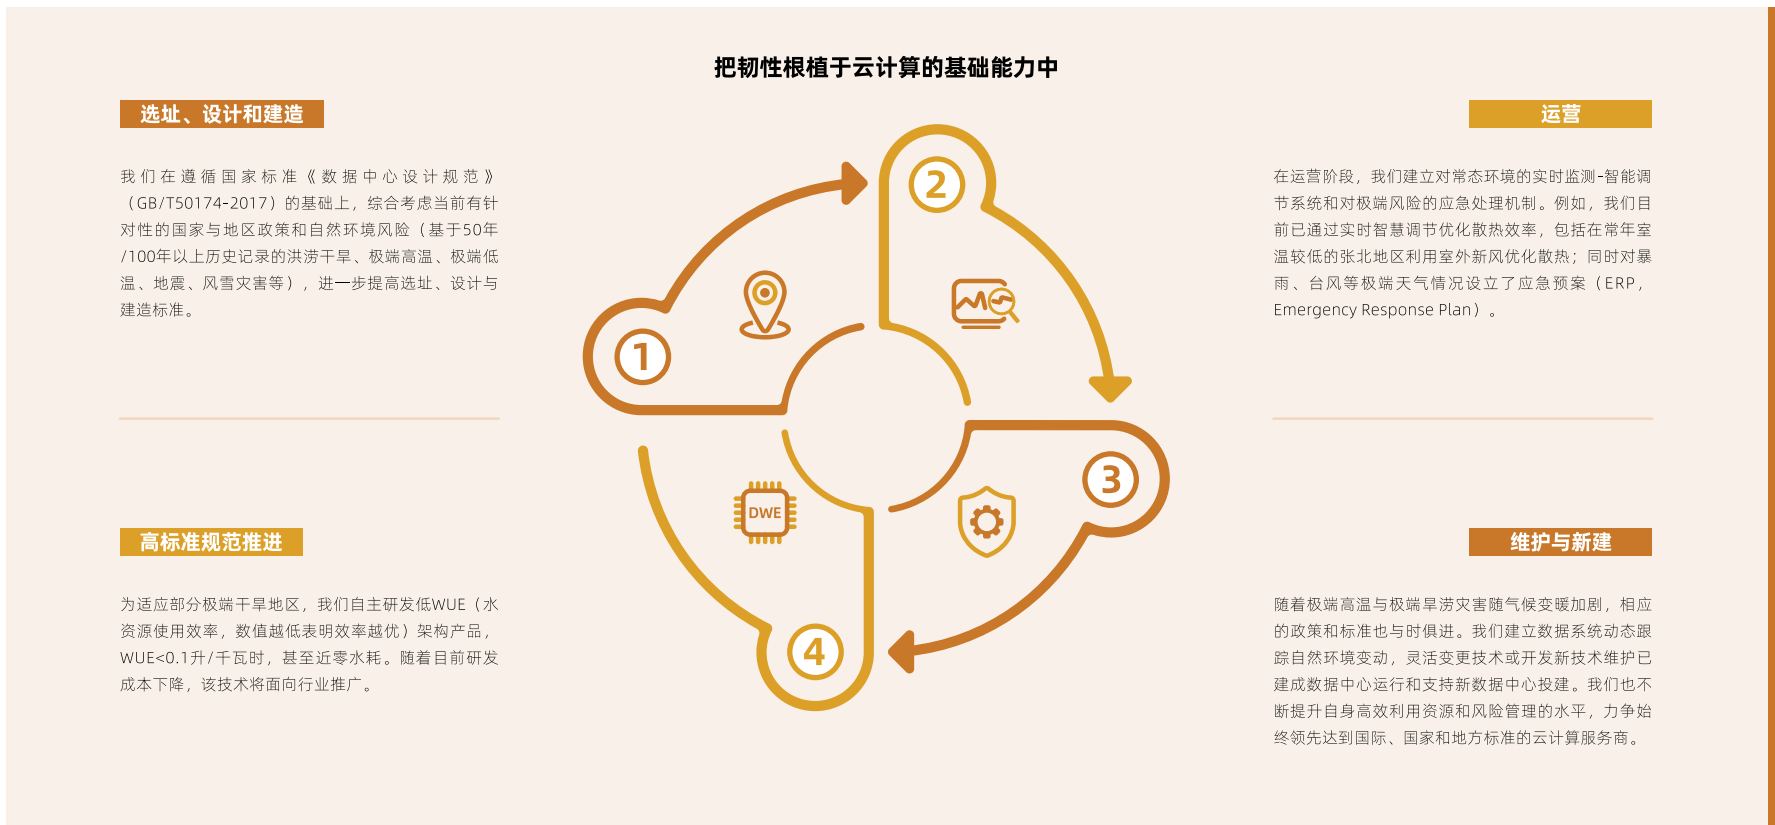 把韧性根植于云计算的基础能力中
选址、设计和建造
我们在遵循国家标准《数据中心设计规范》
（GB/T50174-2017）的基础上，综合考虑当前有针
对性的国家与地区政策和自然环境风险（基于50年
/100年以上历史记录的洪涝干旱、极端高温、极端低
温、地震、风雪灾害等），进一步提高选址、设计与
建造标准。
运营
在运营阶段，我们建立对常态环境的实时监测-智能调
节系统和对极端风险的应急处理机制。例如，我们目
前已通过实时智慧调节优化散热效率，包括在常年室
温较低的张北地区利用室外新风优化散热；同时对暴
雨、台风等极端天气情况设立了应急预案（ERP，
Emergency Response Plan）。
1
2
3
4
DWE
高标准规范推进
为适应部分极端干旱地区，我们自主研发低WUE（水
资源使用效率，数值越低表明效率越优）架构产品，
WUE<0.1升/千瓦时，甚至近零水耗。随着目前研发
成本下降，该技术将面向行业推广。
维护与新建
随着极端高温与极端旱涝灾害随气候变暖加剧，相应
的政策和标准也与时俱进。我们建立数据系统动态跟
踪自然环境变动，灵活变更技术或开发新技术维护已
建成数据中心运行和支持新数据中心投建。我们也不
断提升自身高效利用资源和风险管理的水平，力争始
终领先达到国际、国家和地方标准的云计算服务商。